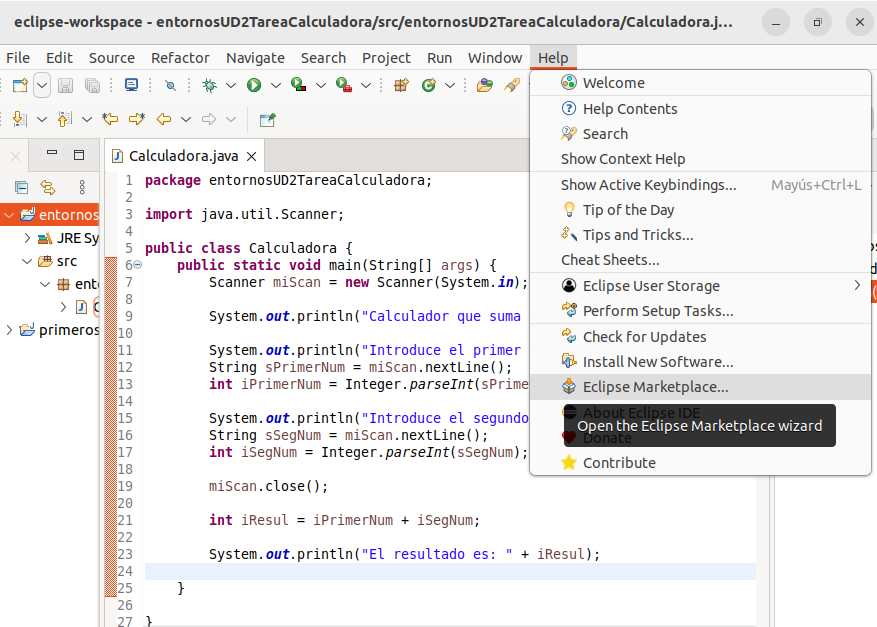 eclipse-workspace - entornosUD2TareaCalculadora/src/entornosUD2TareaCalculadora/Calculadora.j...
File Edit Source Refactor Navigate Search Project Run Window Help
Calculadora.java
entornos
JRE Sy
src
ento
primeros
1 package entornosUD2TareaCalculadora;
2
3 import java.util.Scanner;
4
5 public class Calculadora {
6 public static void main(String[] args) {
7 Scanner miScan = new Scanner(System.in);
8
9 System.out.println("Calculador que suma
10
11 System.out.println("Introduce el primer
12 String sPrimerNum = miScan.nextLine();
13 int iPrimerNum = Integer.parseInt(sPrime
14
15 System.out.println("Introduce el segundo
16 String sSegNum = miScan.nextLine();
17 int iSegNum = Integer.parseInt(sSegNum);
18
19 miScan.close();
20
21 int iResul = iPrimerNum + iSegNum;
22
23 System.out.println("El resultado es: " + iResul);
24
25 }
26
27 }
Welcome
Help Contents
Search
Show Context Help
Show Active Keybindings... Mayús+Ctrl+L
Tip of the Day
Tips and Tricks...
Cheat Sheets...
Eclipse User Storage
Perform Setup Tasks...
Check for Updates
Install New Software...
Eclipse Marketplace...
About Eclipse IDE
Open the Eclipse Marketplace wizard
Donate
Contribute